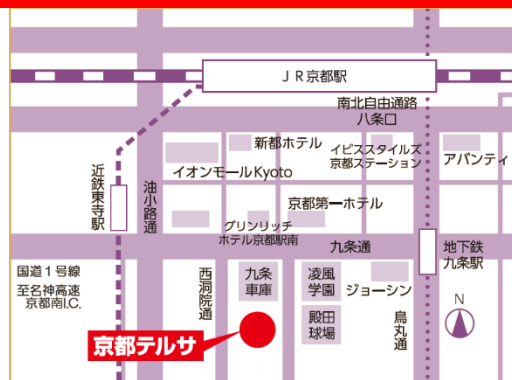 JR京都駅
南北自由通路
八条口
新都ホテル
イビススタイルズ
京都ステーション
アバンティ
イオンモールKyoto
近鉄東寺駅
油小路通
京都第一ホテル
グリンリッチ
ホテル京都駅南
九条通
地下鉄
九条駅
国道1号線
至名神高速
京都南I.C.
西洞院通
九条
車庫
凌風
学園
ジョーシン
殿田
球場
烏丸通
N
京都テルサ